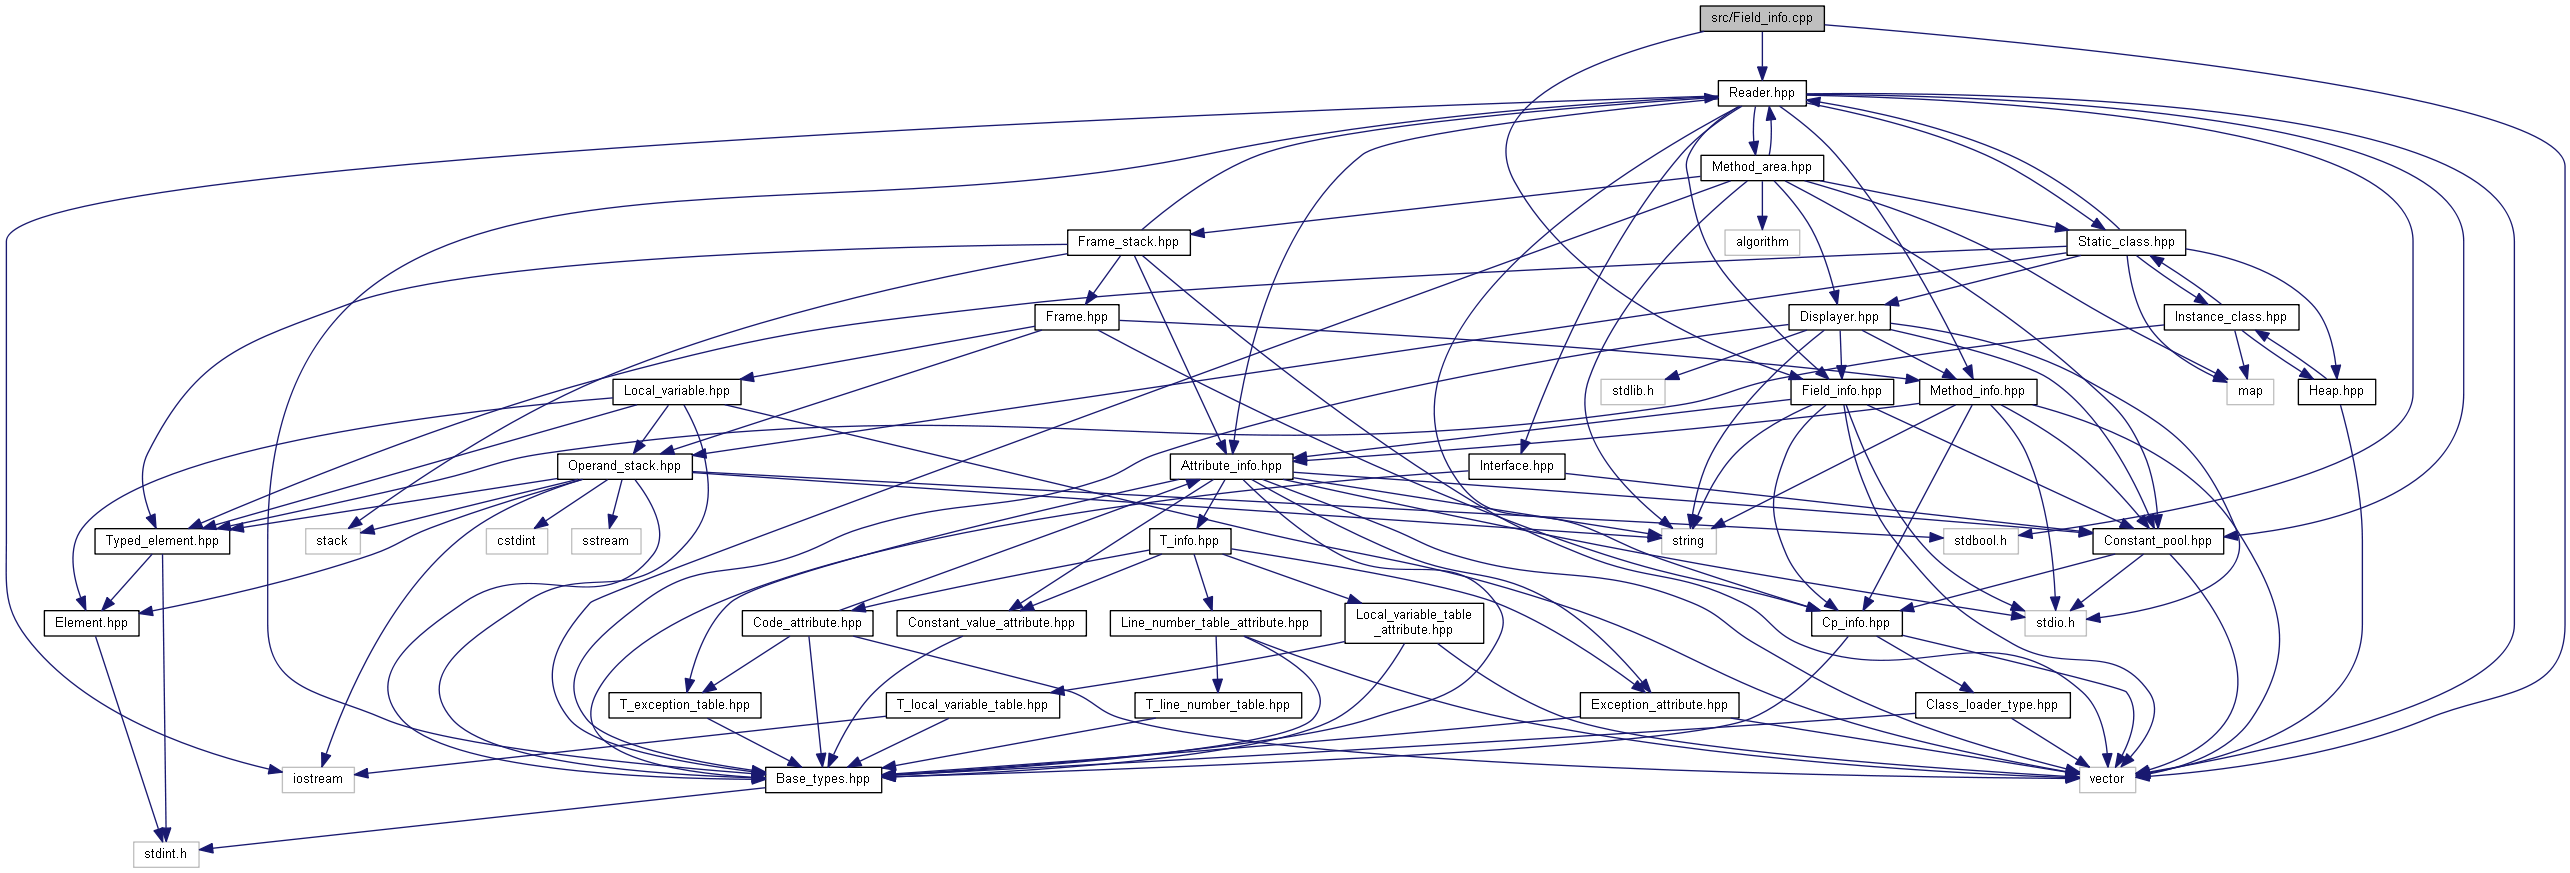 src/Field_info.cpp
Reader.hpp
Method_area.hpp
Frame_stack.hpp
algorithm
Static_class.hpp
Frame.hpp
Displayer.hpp
Instance_class.hpp
Local_variable.hpp
stdlib.h
Field_info.hpp
Method_info.hpp
map
Heap.hpp
Operand_stack.hpp
Attribute_info.hpp
Interface.hpp
Typed_element.hpp
stack
cstdint
sstream
T_info.hpp
string
stdbool.h
Constant_pool.hpp
Element.hpp
Code_attribute.hpp
Constant_value_attribute.hpp
Line_number_table_attribute.hpp
Local_variable_table
_attribute.hpp
Cp_info.hpp
stdio.h
T_exception_table.hpp
T_local_variable_table.hpp
T_line_number_table.hpp
Exception_attribute.hpp
Class_loader_type.hpp
iostream
Base_types.hpp
vector
stdint.h